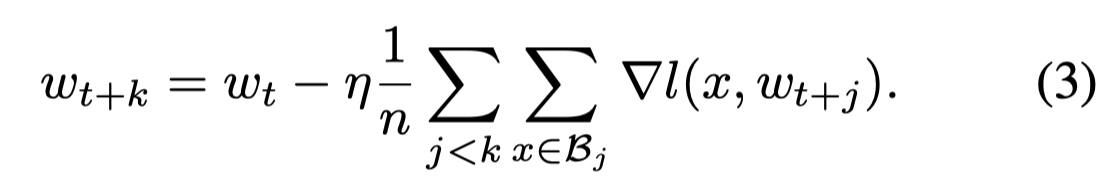 $w_{t+k} = w_t - \eta \frac{1}{n} \sum_{j<k} \sum_{x \in \mathcal{B}_j} \nabla l(x, w_{t+j}).$ (3)